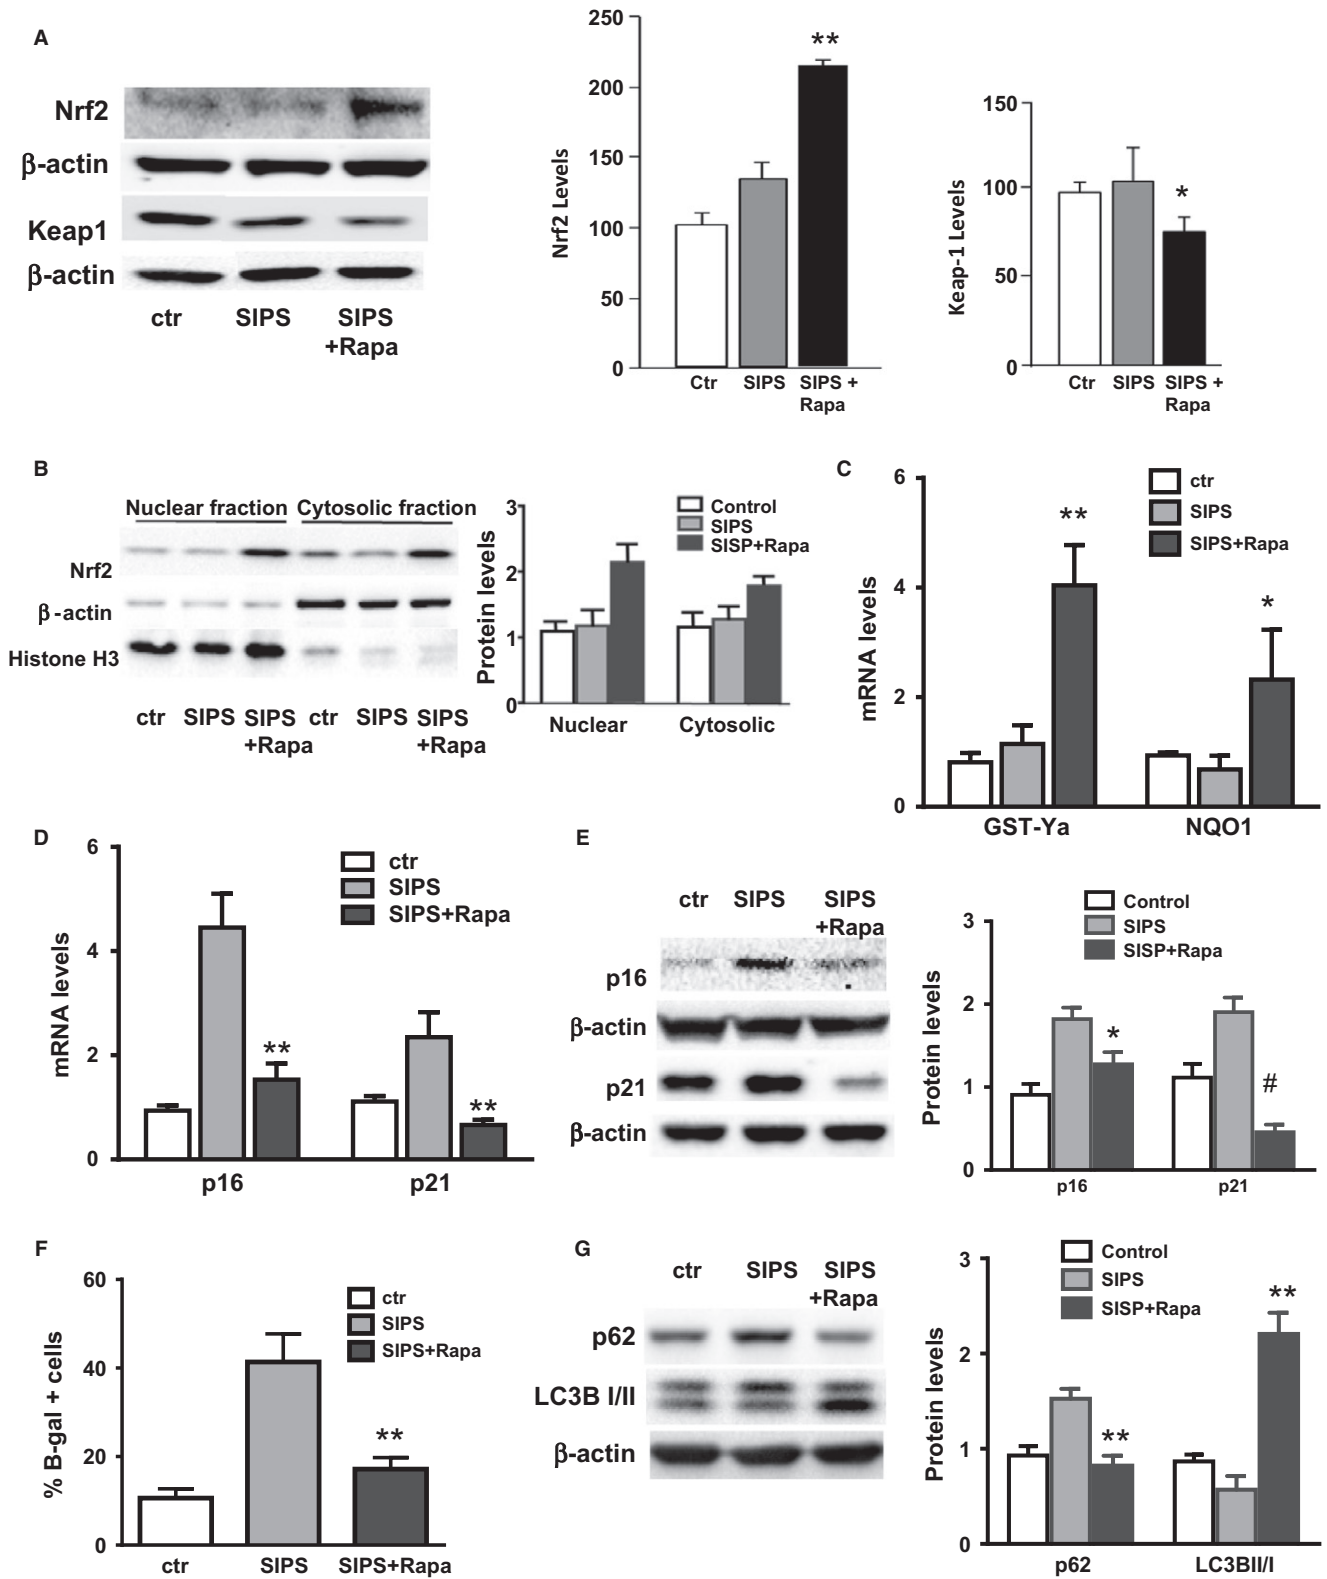 A
Nrf2
β-actin
Keap1
β-actin
ctr SIPS SIPS
+Rapa
250
200
150
100
50
0
Nrf2 Levels
**
Ctr SIPS SIPS +
Rapa
150
100
50
0
Keap-1 Levels
*
Ctr SIPS SIPS +
Rapa
B
Nuclear fraction Cytosolic fraction
Nrf2
β-actin
Histone H3
ctr SIPS SIPS ctr SIPS SIPS
+Rapa +Rapa
3
2
1
0
Protein levels
Control
SIPS
SISP+Rapa
Nuclear Cytosolic
C
6
4
2
0
mRNA levels
ctr
SIPS
SIPS+Rapa
**
*
GST-Ya NQO1
D
6
4
2
0
mRNA levels
ctr
SIPS
SIPS+Rapa
**
**
p16 p21
E
ctr SIPS SIPS
+Rapa
p16
β-actin
p21
β-actin
3
2
1
0
Protein levels
Control
SIPS
SISP+Rapa
*
#
p16 p21
F
60
40
20
0
% B-gal + cells
ctr
SIPS
SIPS+Rapa
**
ctr SIPS SIPS+Rapa
G
ctr SIPS SIPS
+Rapa
p62
LC3B I/II
β-actin
3
2
1
0
Protein levels
Control
SIPS
SISP+Rapa
**
**
p62 LC3BII/I